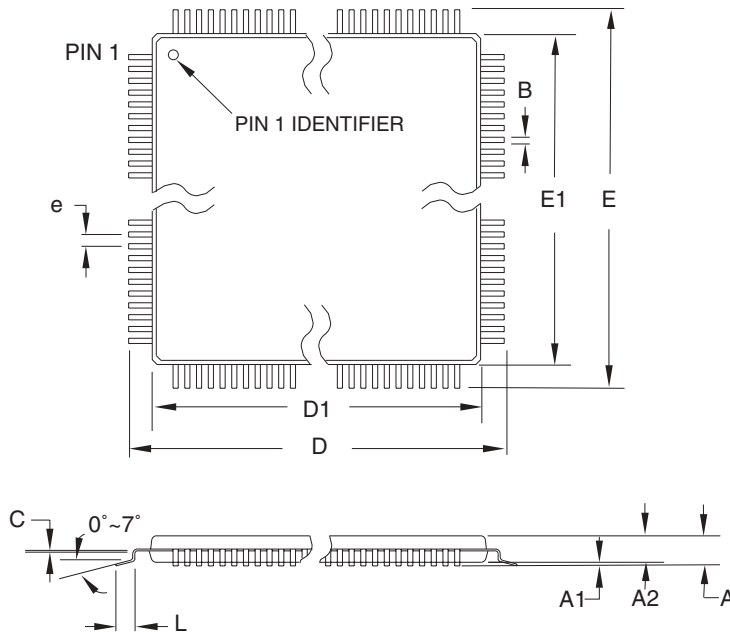 PIN 1
B
PIN 1 IDENTIFIER
e
E1
E
D1
D
C
0°~7°
A1
A2
A
L